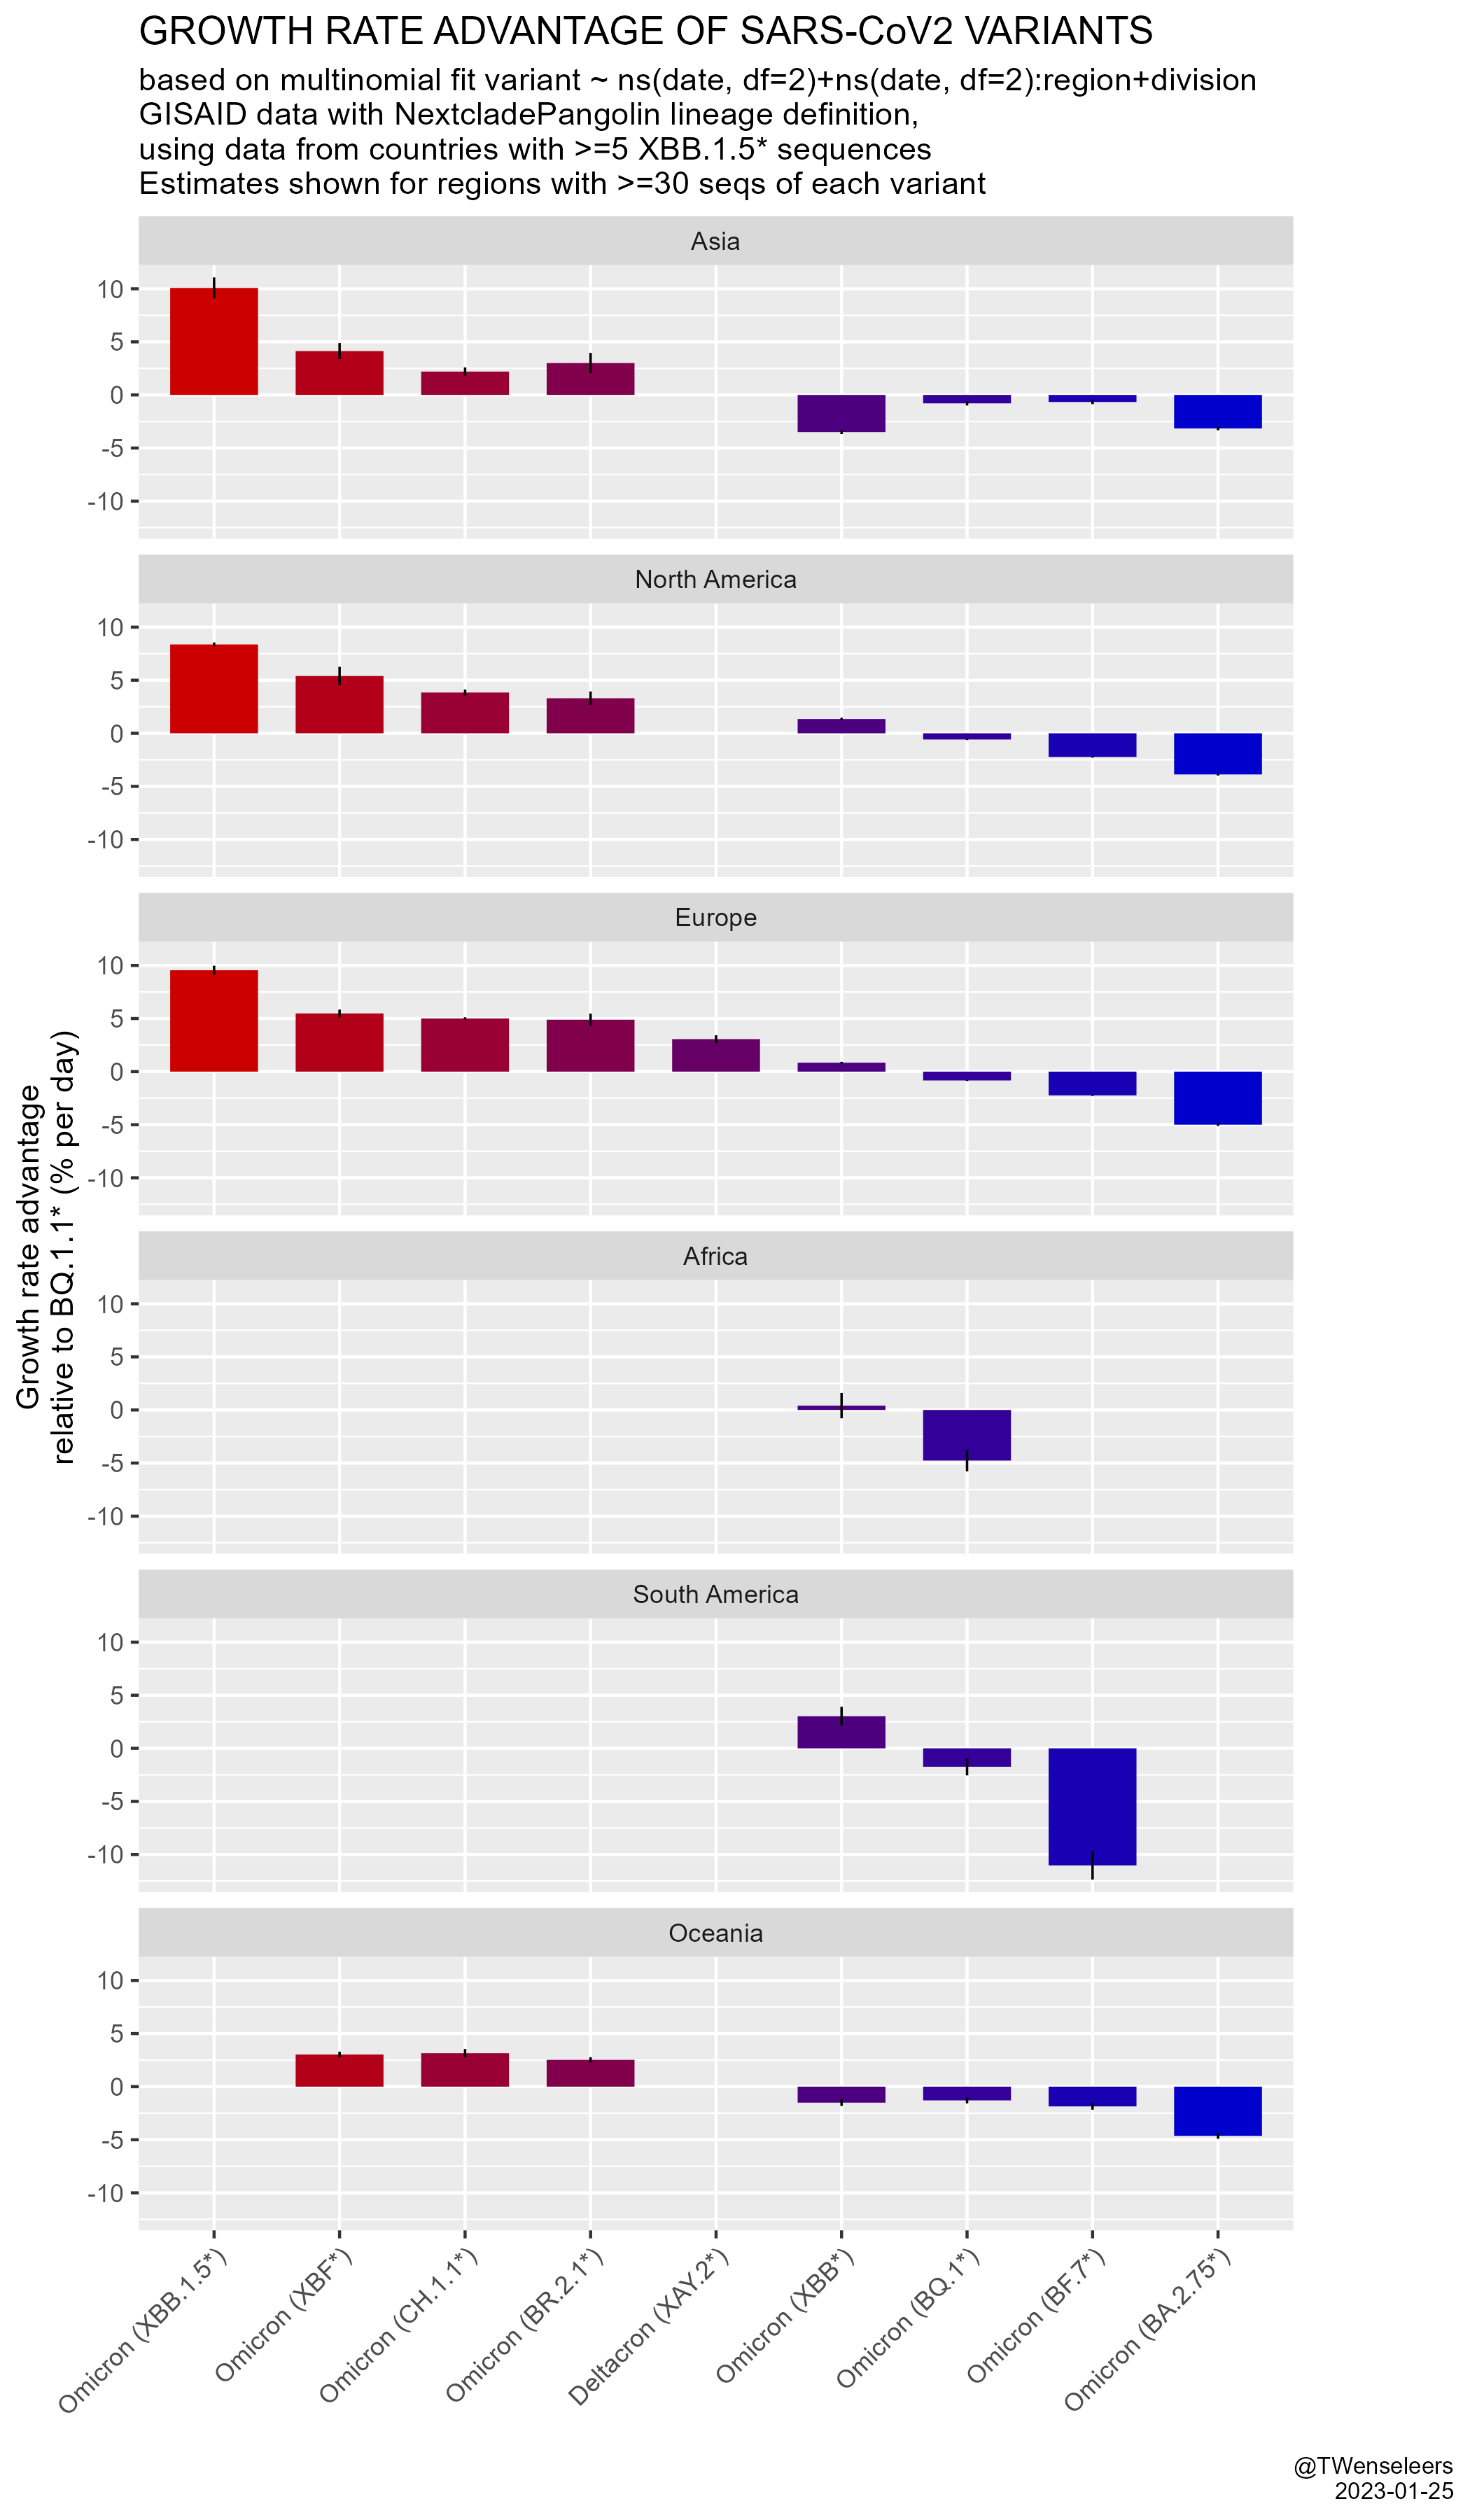 GROWTH RATE ADVANTAGE OF SARS-CoV2 VARIANTS
based on multinomial fit variant ~ ns(date, df=2)+ns(date, df=2):region+division
GISAID data with NextcladePangolin lineage definition,
using data from countries with >=5 XBB.1.5* sequences
Estimates shown for regions with >=30 seqs of each variant
Growth rate advantage
relative to BQ.1.1* (% per day)
Asia
10
5
0
-5
-10
North America
10
5
0
-5
-10
Europe
10
5
0
-5
-10
Africa
10
5
0
-5
-10
South America
10
5
0
-5
-10
Oceania
10
5
0
-5
-10
Omicron (XBB.1.5*)
Omicron (XBF*)
Omicron (CH.1.1*)
Omicron (BR.2.1*)
Deltacron (XAY.2*)
Omicron (XBB*)
Omicron (BQ.1*)
Omicron (BF.7*)
Omicron (BA.2.75*)
@TWenseleers
2023-01-25